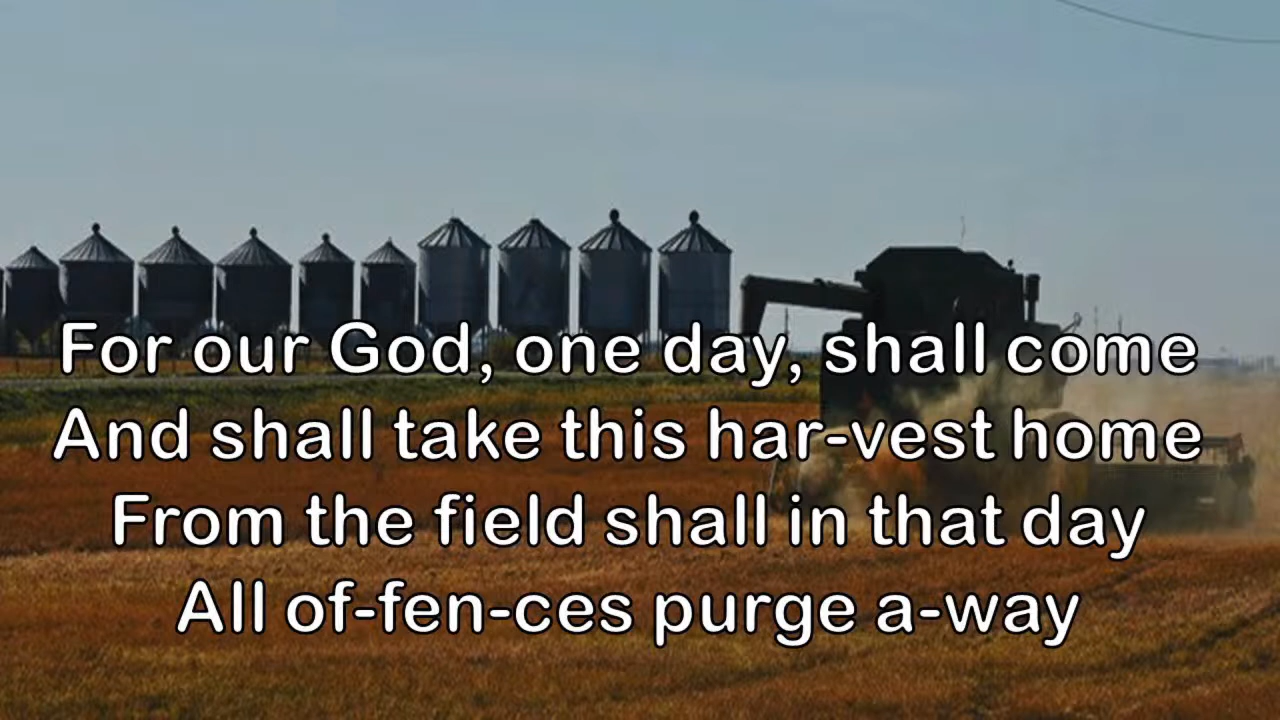 For our God, one day, shall come
And shall take this har-vest home
From the field shall in that day
All of-fen-ces purge a-way